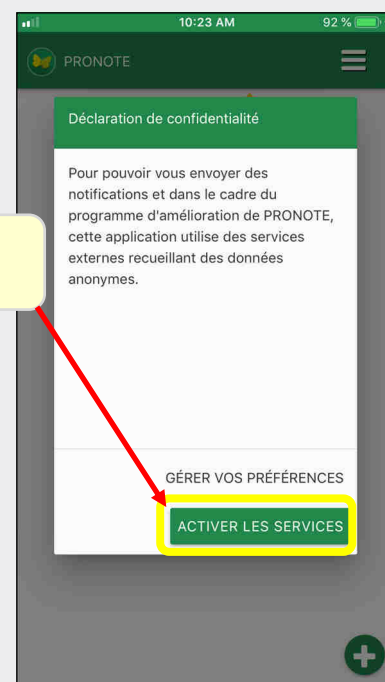 10:23 AM
92 %
PRONOTE
Déclaration de confidentialité
Pour pouvoir vous envoyer des
notifications et dans le cadre du
programme d'amélioration de PRONOTE,
cette application utilise des services
externes recueillant des données
anonymes.
GÉRER VOS PRÉFÉRENCES
ACTIVER LES SERVICES